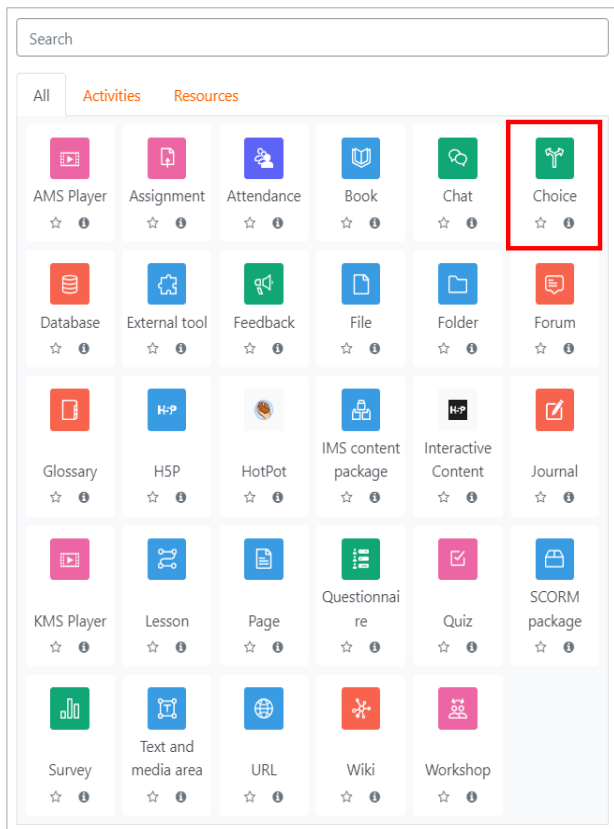 Search
All Activities Resources
AMS Player Assignment Attendance Book Chat Choice
Database External tool Feedback File Folder Forum
H5P H5P
IMS content Interactive
Glossary H5P HotPot package Content Journal
Questionnai SCORM
KMS Player Lesson Page re Quiz package
Text and
Survey media area URL Wiki Workshop